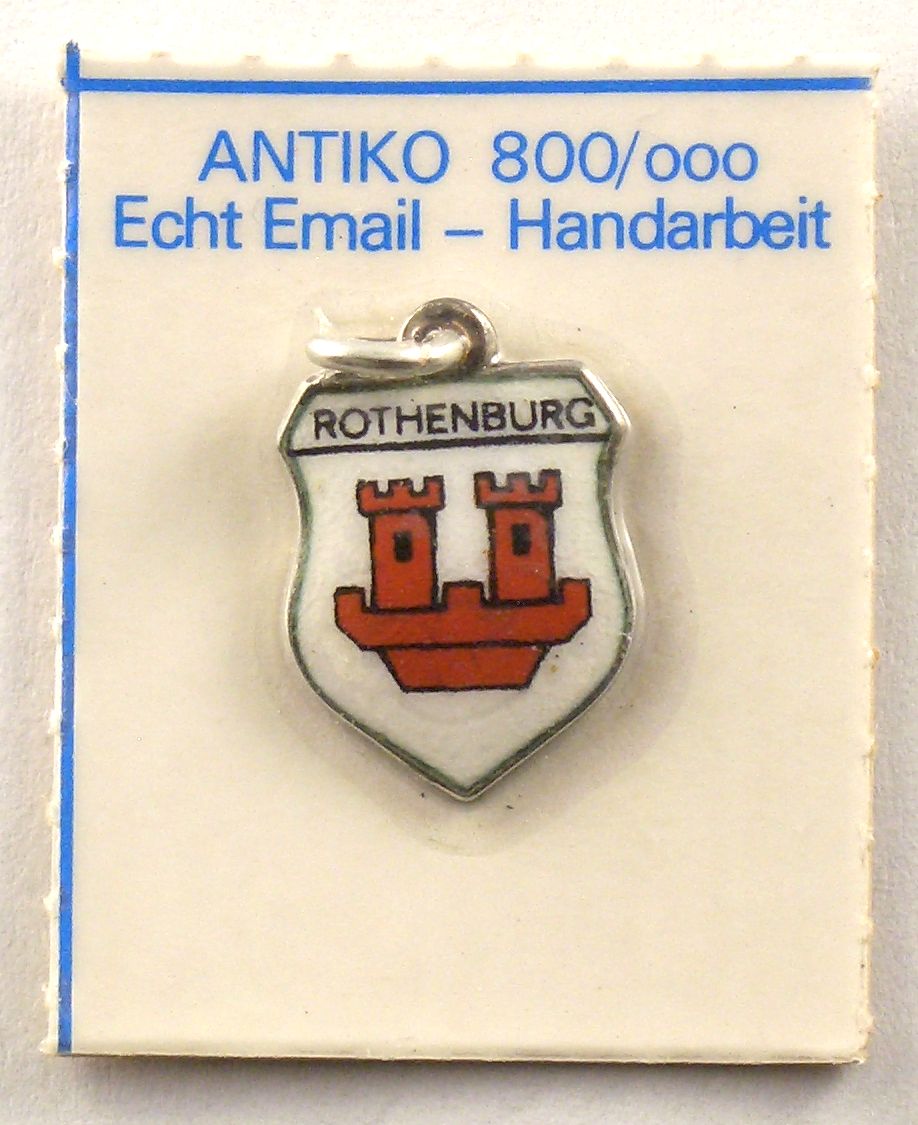 ANTIKO 800/ooo
Echt Email – Handarbeit
ROTHENBURG